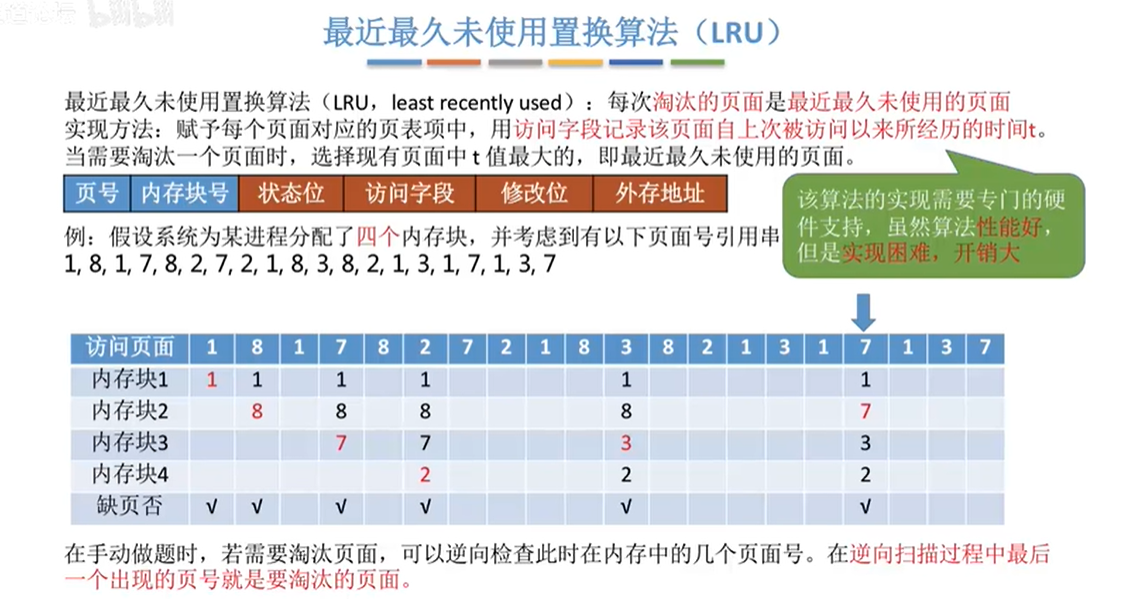 最近最久未使用置换算法（LRU）
最近最久未使用置换算法（LRU，least recently used）：每次淘汰的页面是最近最久未使用的页面
实现方法：赋予每个页面对应的页表项中，用访问字段记录该页面自上次被访问以来所经历的时间t。
当需要淘汰一个页面时，选择现有页面中 t 值最大的，即最近最久未使用的页面。
页号 内存块号 状态位 访问字段 修改位 外存地址
该算法的实现需要专门的硬
件支持，虽然算法性能好，
但是实现困难，开销大
例：假设系统为某进程分配了四个内存块，并考虑到有以下页面号引用串
1, 8, 1, 7, 8, 2, 7, 2, 1, 8, 3, 8, 2, 1, 3, 1, 7, 1, 3, 7
访问页面 1 8 1 7 8 2 7 2 1 8 3 8 2 1 3 1 7 1 3 7
内存块1 1 1 1 1 1 1
内存块2 8 8 8 8 7
内存块3 7 7 3 3
内存块4 2 2 2
缺页否 √ √ √ √ √ √
在手动做题时，若需要淘汰页面，可以逆向检查此时在内存中的几个页面号。在逆向扫描过程中最后
一个出现的页号就是要淘汰的页面。